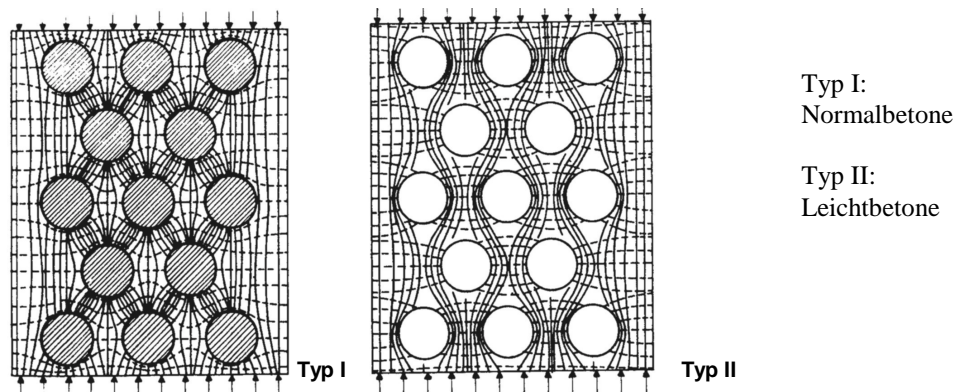 Typ I:
Normalbetone
Typ II:
Leichtbetone
Typ I
Typ II